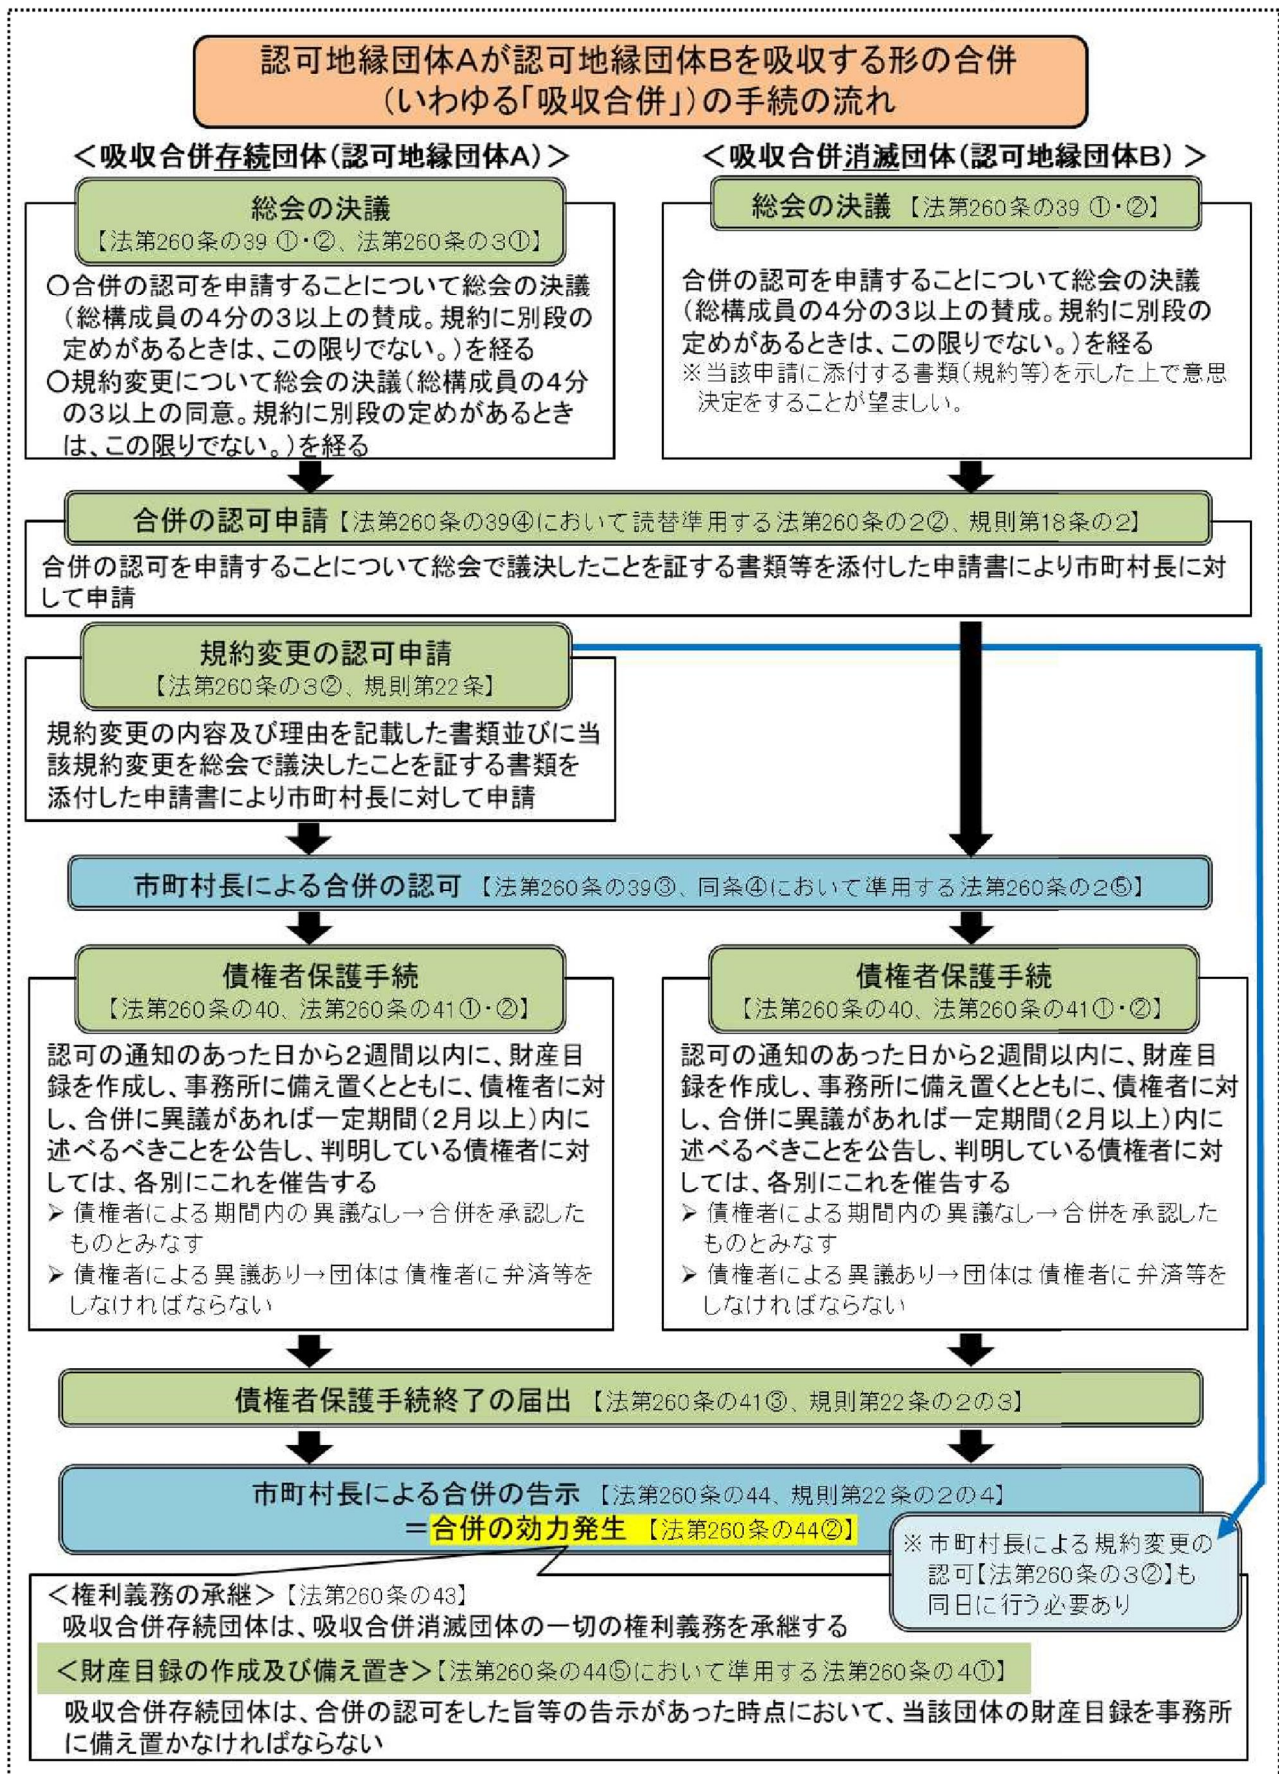 認可地縁団体Aが認可地縁団体Bを吸収する形の合併
(いわゆる「吸収合併」)の手続の流れ
＜吸収合併存続団体(認可地縁団体A)＞
総会の決議
【法第260条の39 ①・②、法第260条の3①】
○合併の認可を申請することについて総会の決議
(総構成員の4分の3以上の賛成。規約に別段の
定めがあるときは、この限りでない。)を経る
○規約変更について総会の決議(総構成員の4分
の3以上の同意。規約に別段の定めがあるとき
は、この限りでない。)を経る
＜吸収合併消滅団体(認可地縁団体B) ＞
総会の決議 【法第260条の39 ①・②】
合併の認可を申請することについて総会の決議
(総構成員の4分の3以上の賛成。規約に別段の
定めがあるときは、この限りでない。)を経る
※当該申請に添付する書類(規約等)を示した上で意思
決定をすることが望ましい。
合併の認可申請【法第260条の39④において読替準用する法第260条の2②、規則第18条の2】
合併の認可を申請することについて総会で議決したことを証する書類等を添付した申請書により市町村長に対
して申請
規約変更の認可申請
【法第260条の3②、規則第22条】
規約変更の内容及び理由を記載した書類並びに当
該規約変更を総会で議決したことを証する書類を
添付した申請書により市町村長に対して申請
市町村長による合併の認可 【法第260条の39③、同条④において準用する法第260条の2⑤】
債権者保護手続
【法第260条の40、法第260条の41①・②】
認可の通知のあった日から2週間以内に、財産目
録を作成し、事務所に備え置くとともに、債権者に対
し、合併に異議があれば一定期間(2月以上)内に
述べるべきことを公告し、判明している債権者に対
しては、各別にこれを催告する
➢ 債権者による期間内の異議なし→合併を承認した
ものとみなす
➢ 債権者による異議あり→団体は債権者に弁済等を
しなければならない
債権者保護手続
【法第260条の40、法第260条の41①・②】
認可の通知のあった日から2週間以内に、財産目
録を作成し、事務所に備え置くとともに、債権者に対
し、合併に異議があれば一定期間(2月以上)内に
述べるべきことを公告し、判明している債権者に対
しては、各別にこれを催告する
➢ 債権者による期間内の異議なし→合併を承認した
ものとみなす
➢ 債権者による異議あり→団体は債権者に弁済等を
しなければならない
債権者保護手続終了の届出 【法第260条の41③、規則第22条の2の3】
市町村長による合併の告示 【法第260条の44、規則第22条の2の4】
＝合併の効力発生 【法第260条の44②】
※ 市町村長による規約変更の
認可【法第260条の3②】も
同日に行う必要あり
＜権利義務の承継＞【法第260条の43】
吸収合併存続団体は、吸収合併消滅団体の一切の権利義務を承継する
＜財産目録の作成及び備え置き＞【法第260条の44⑤において準用する法第260条の4①】
吸収合併存続団体は、合併の認可をした旨等の告示があった時点において、当該団体の財産目録を事務所
に備え置かなければならない